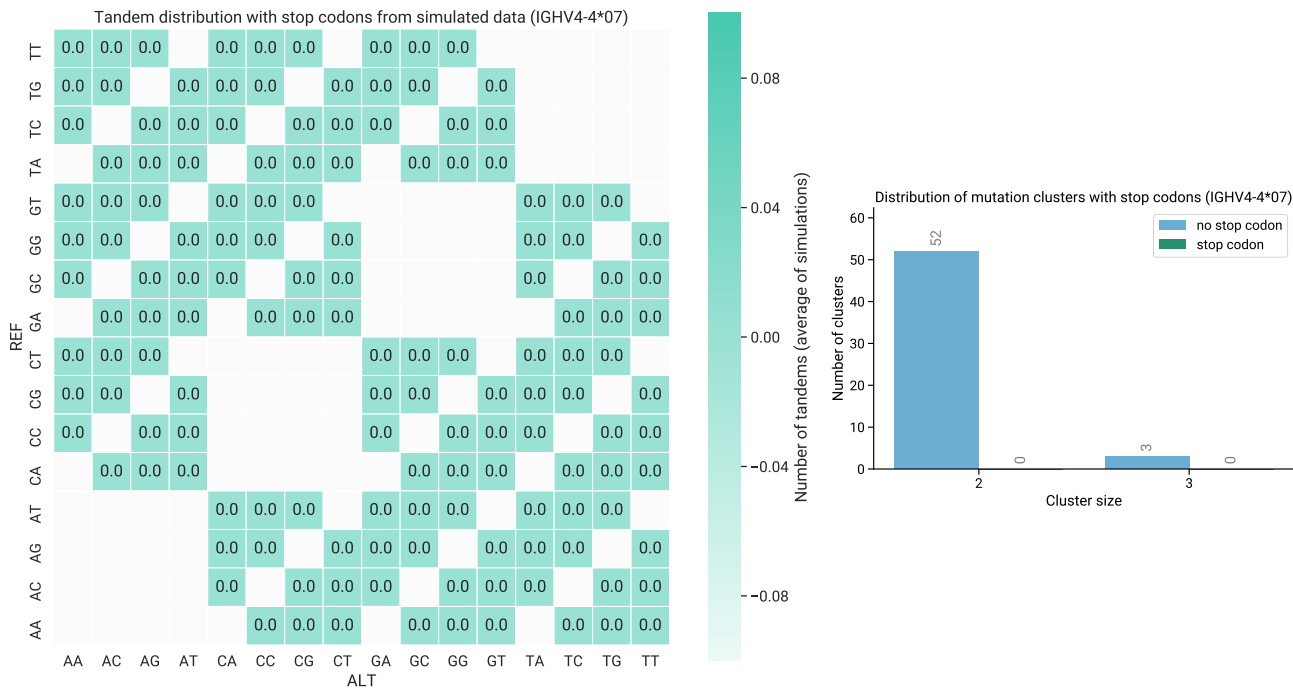 Tandem distribution with stop codons from simulated data (IGHV4-4*07)
TT 0.0 0.0 0.0 0.0 0.0 0.0 0.0 0.0 0.0
TG 0.0 0.0 0.0 0.0 0.0 0.0 0.0 0.0 0.0
TC 0.0 0.0 0.0 0.0 0.0 0.0 0.0 0.0 0.0
TA 0.0 0.0 0.0 0.0 0.0 0.0 0.0 0.0 0.0
GT 0.0 0.0 0.0 0.0 0.0 0.0 0.0 0.0 0.0
GG 0.0 0.0 0.0 0.0 0.0 0.0 0.0 0.0 0.0
GC 0.0 0.0 0.0 0.0 0.0 0.0 0.0 0.0 0.0
GA 0.0 0.0 0.0 0.0 0.0 0.0 0.0 0.0 0.0
CT 0.0 0.0 0.0 0.0 0.0 0.0 0.0 0.0 0.0
CG 0.0 0.0 0.0 0.0 0.0 0.0 0.0 0.0 0.0
CC 0.0 0.0 0.0 0.0 0.0 0.0 0.0 0.0 0.0
CA 0.0 0.0 0.0 0.0 0.0 0.0 0.0 0.0 0.0
AT 0.0 0.0 0.0 0.0 0.0 0.0 0.0 0.0 0.0
AG 0.0 0.0 0.0 0.0 0.0 0.0 0.0 0.0 0.0
AC 0.0 0.0 0.0 0.0 0.0 0.0 0.0 0.0 0.0
AA 0.0 0.0 0.0 0.0 0.0 0.0 0.0 0.0 0.0
AA AC AG AT CA CC CG CT GA GC GG GT TA TC TG TT
ALT
REF
0.08
0.04
0.00
−0.04
−0.08
Number of tandems (average of simulations)
Distribution of mutation clusters with stop codons (IGHV4-4*07)
no stop codon
stop codon
60
50
40
30
20
10
0
Number of clusters
52
0
3
0
2 3
Cluster size